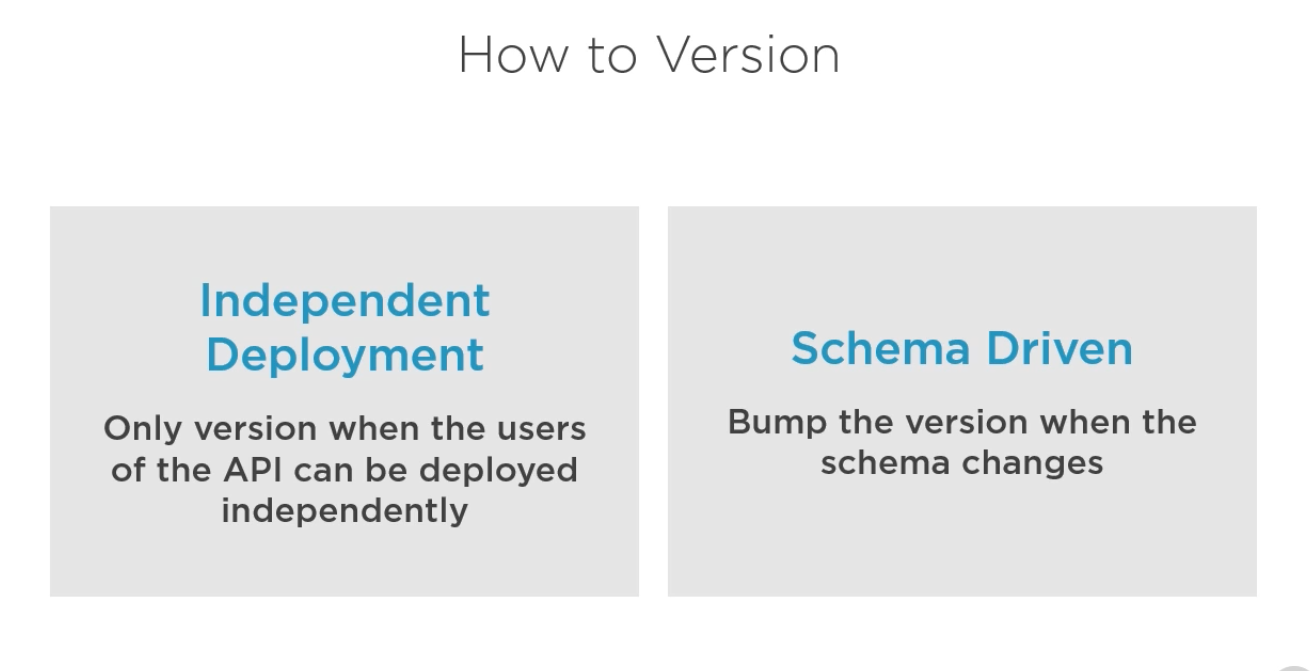 How to Version
Independent
Deployment
Only version when the users
of the API can be deployed
independently
Schema Driven
Bump the version when the
schema changes